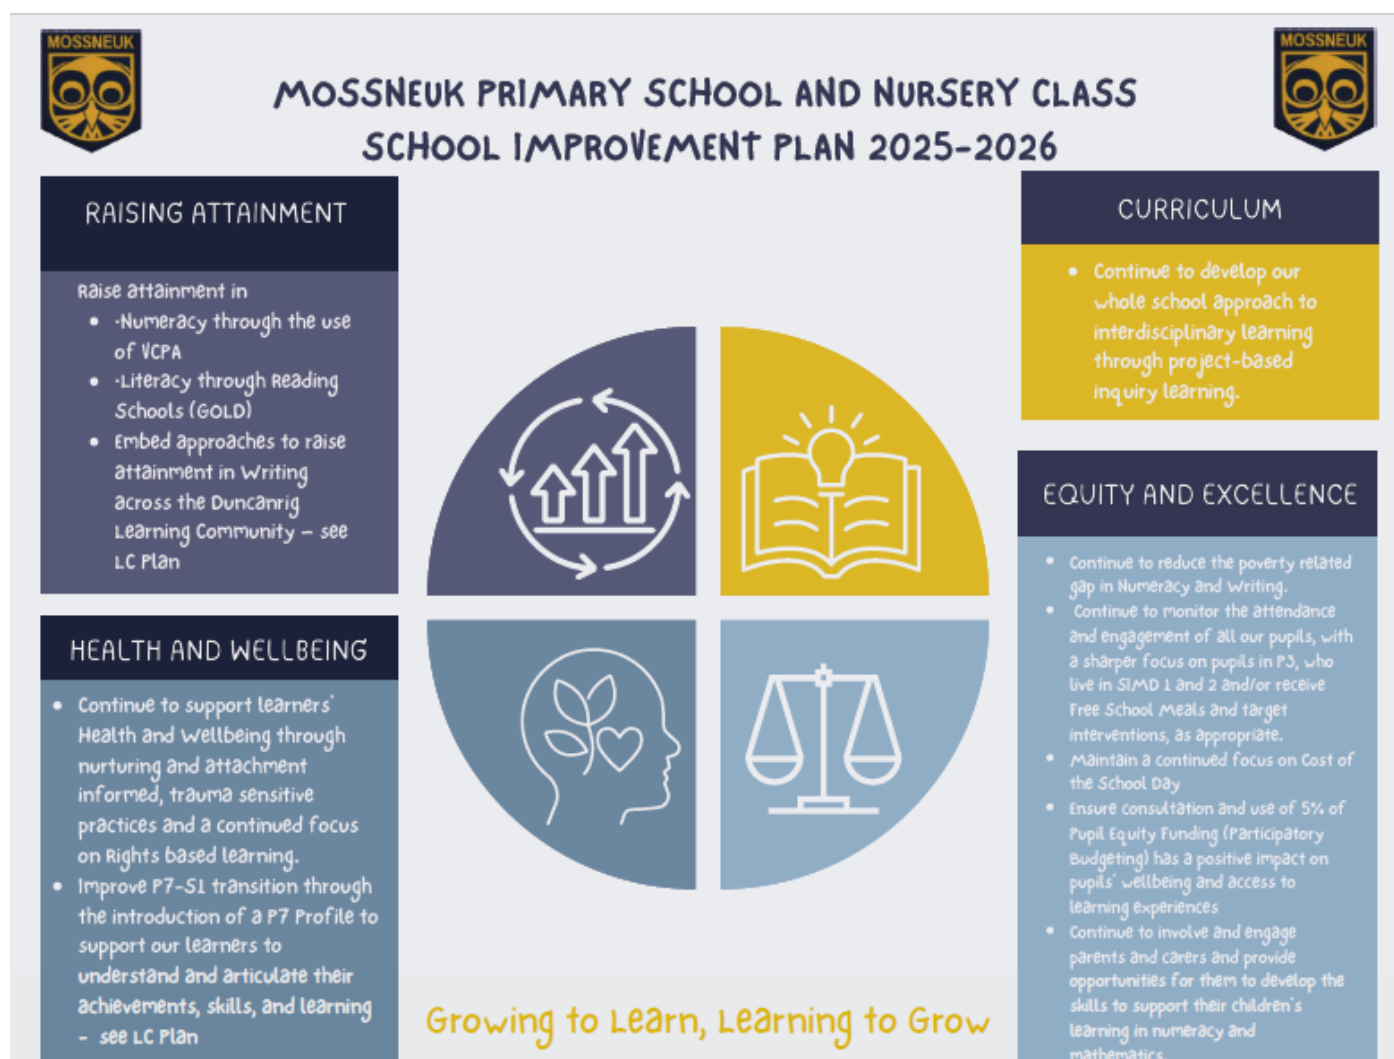 MOSSNEUK
MOSSNEUK
MOSSNEUK PRIMARY SCHOOL AND NURSERY CLASS
SCHOOL IMPROVEMENT PLAN 2025-2026
RAISING ATTAINMENT
Raise attainment in
• ·Numeracy through the use
of VCPA
• ·Literacy through Reading
Schools (GOLD)
• Embed approaches to raise
attainment in Writing
across the Duncanrig
Learning Community – see
LC Plan
HEALTH AND WELLBEING
• Continue to support learners'
Health and Wellbeing through
nurturing and attachment
informed, trauma sensitive
practices and a continued focus
on Rights based learning.
• Improve P7-S1 transition through
the introduction of a P7 Profile to
support our learners to
understand and articulate their
achievements, skills, and learning
– see LC Plan
CURRICULUM
• Continue to develop our
whole school approach to
interdisciplinary learning
through project-based
inquiry learning.
EQUITY AND EXCELLENCE
• Continue to reduce the poverty related
gap in Numeracy and Writing.
• Continue to monitor the attendance
and engagement of all our pupils, with
a sharper focus on pupils in P3, who
live in SIMD 1 and 2 and/or receive
Free School Meals and target
interventions, as appropriate.
• Maintain a continued focus on Cost of
the School Day
• Ensure consultation and use of 5% of
Pupil Equity Funding (Participatory
Budgeting) has a positive impact on
pupils' wellbeing and access to
learning experiences
• Continue to involve and engage
parents and carers and provide
opportunities for them to develop the
skills to support their children's
learning in numeracy and
mathematics.
Growing to Learn, Learning to Grow